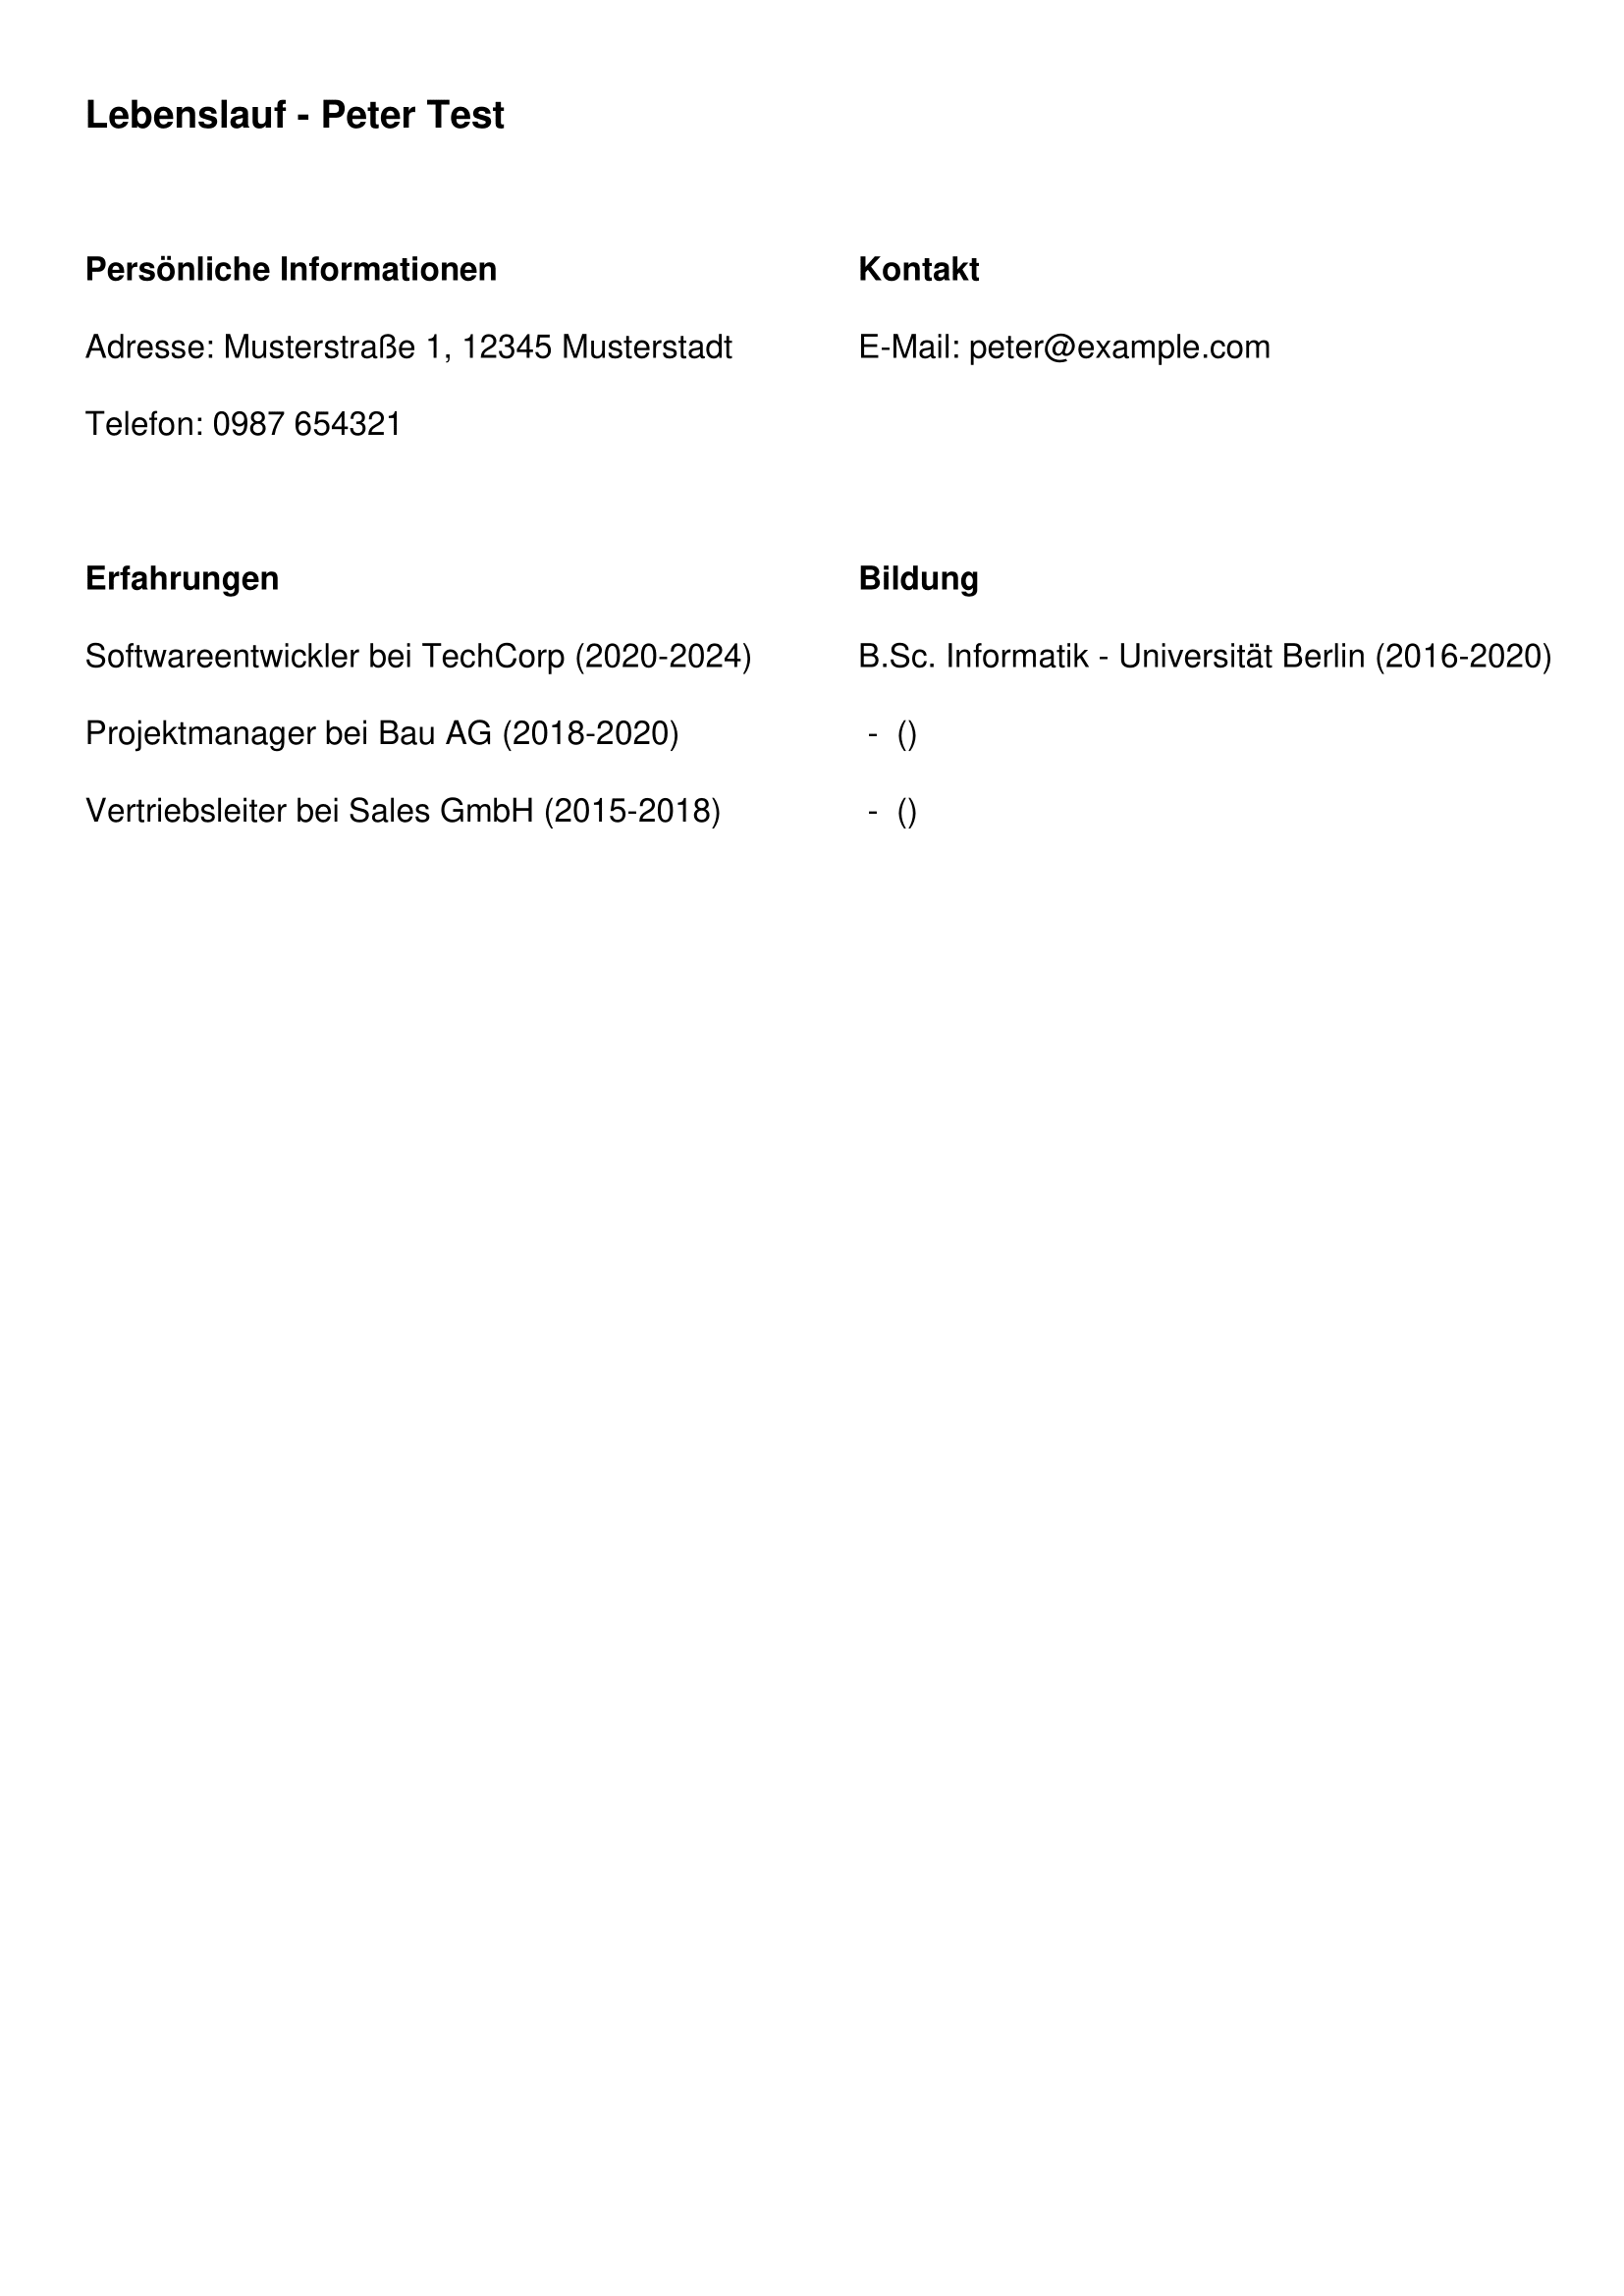 Lebenslauf - Peter Test
Persönliche Informationen
Adresse: Musterstraße 1, 12345 Musterstadt
Telefon: 0987 654321
Kontakt
E-Mail: peter@example.com
Erfahrungen
Softwareentwickler bei TechCorp (2020-2024)
Projektmanager bei Bau AG (2018-2020)
Vertriebsleiter bei Sales GmbH (2015-2018)
Bildung
B.Sc. Informatik - Universität Berlin (2016-2020)
- ()
- ()